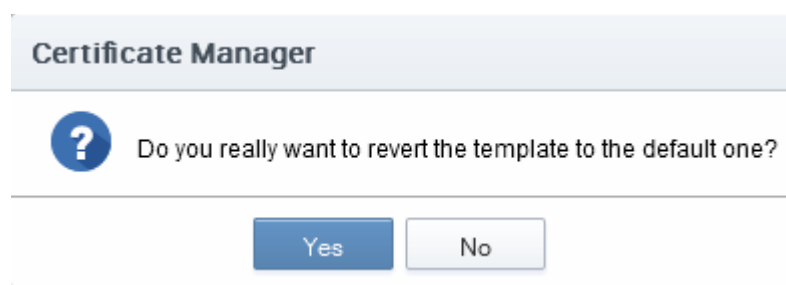 Certificate Manager
Do you really want to revert the template to the default one?
Yes No